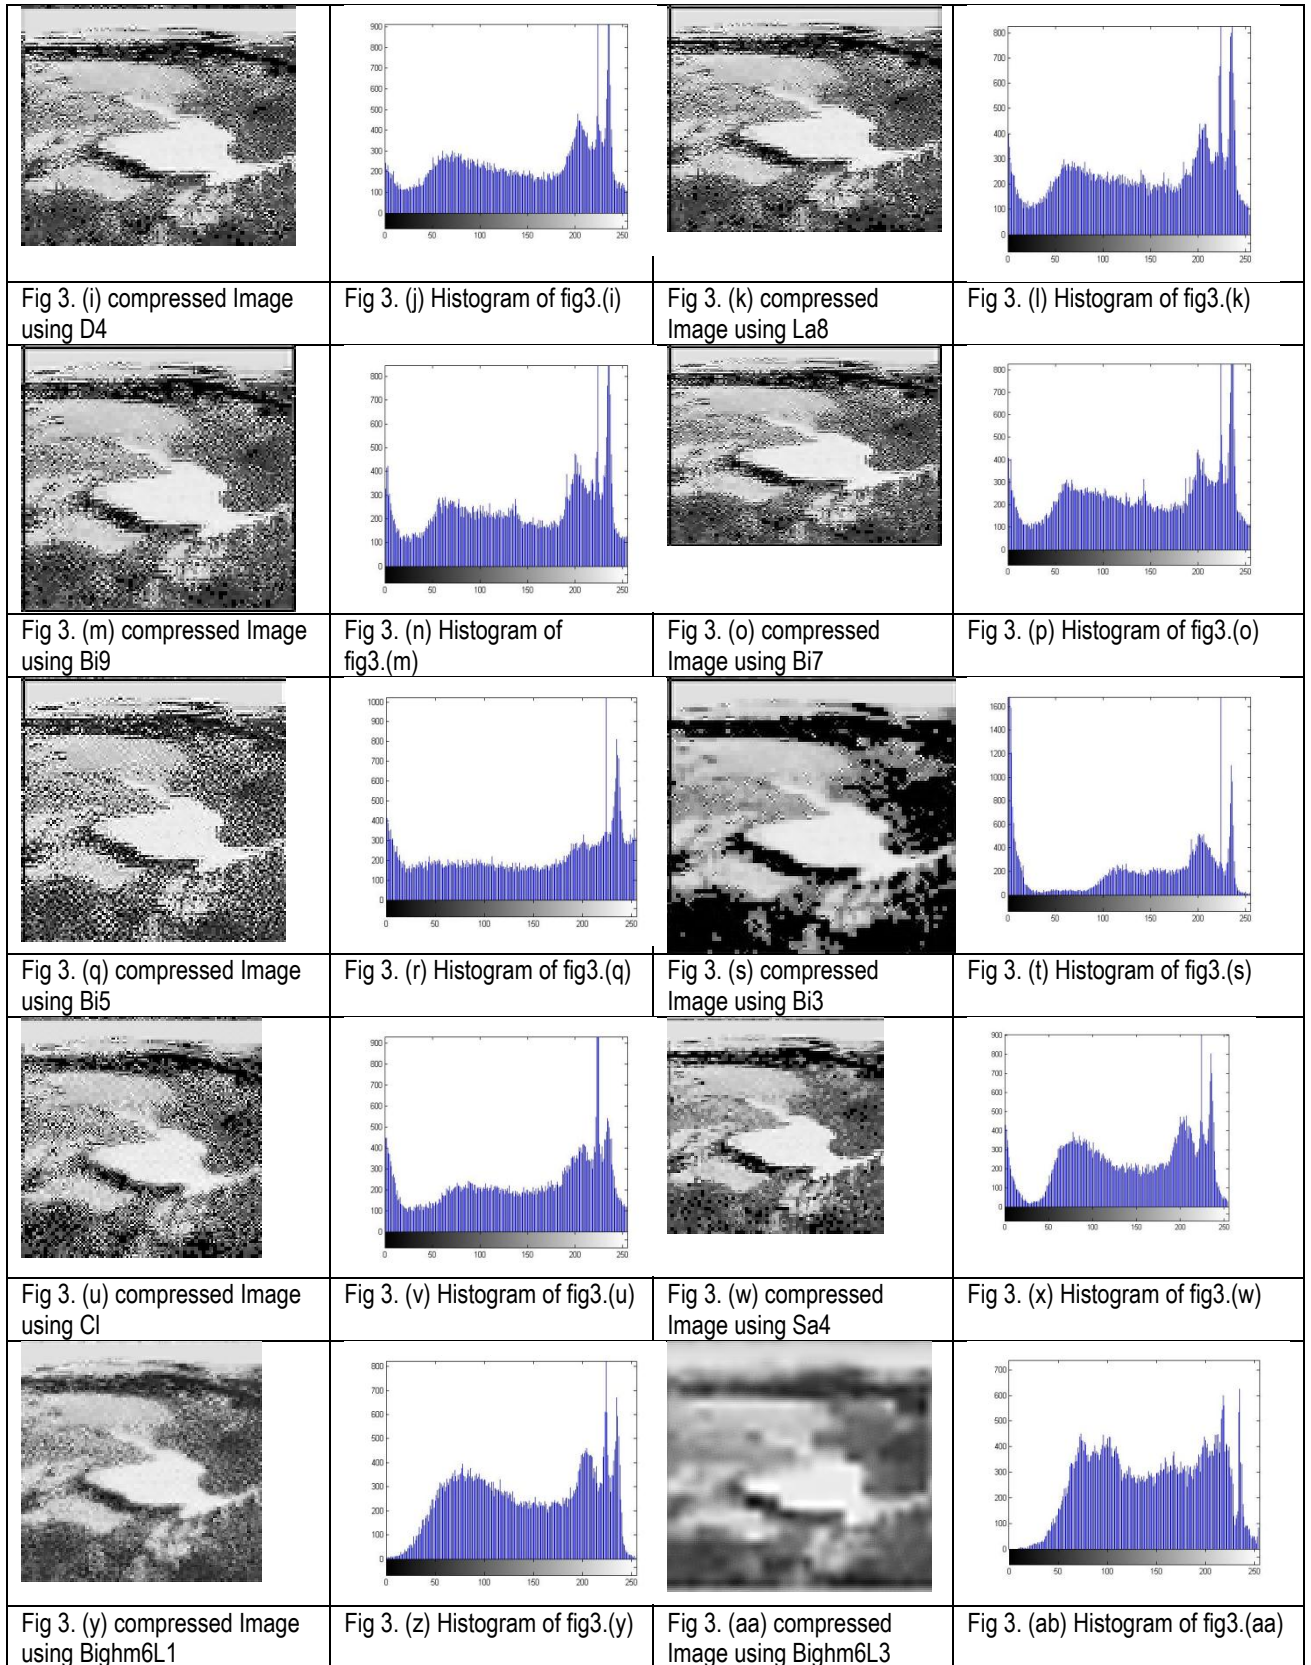 Fig 3. (i) compressed Image
using D4
Fig 3. (j) Histogram of fig3.(i)
Fig 3. (k) compressed
Image using La8
Fig 3. (l) Histogram of fig3.(k)
Fig 3. (m) compressed Image
using Bi9
Fig 3. (n) Histogram of
fig3.(m)
Fig 3. (o) compressed
Image using Bi7
Fig 3. (p) Histogram of fig3.(o)
Fig 3. (q) compressed Image
using Bi5
Fig 3. (r) Histogram of fig3.(q)
Fig 3. (s) compressed
Image using Bi3
Fig 3. (t) Histogram of fig3.(s)
Fig 3. (u) compressed Image
using Cl
Fig 3. (v) Histogram of fig3.(u)
Fig 3. (w) compressed
Image using Sa4
Fig 3. (x) Histogram of fig3.(w)
Fig 3. (y) compressed Image
using Bighm6L1
Fig 3. (z) Histogram of fig3.(y)
Fig 3. (aa) compressed
Image using Bighm6L3
Fig 3. (ab) Histogram of fig3.(aa)